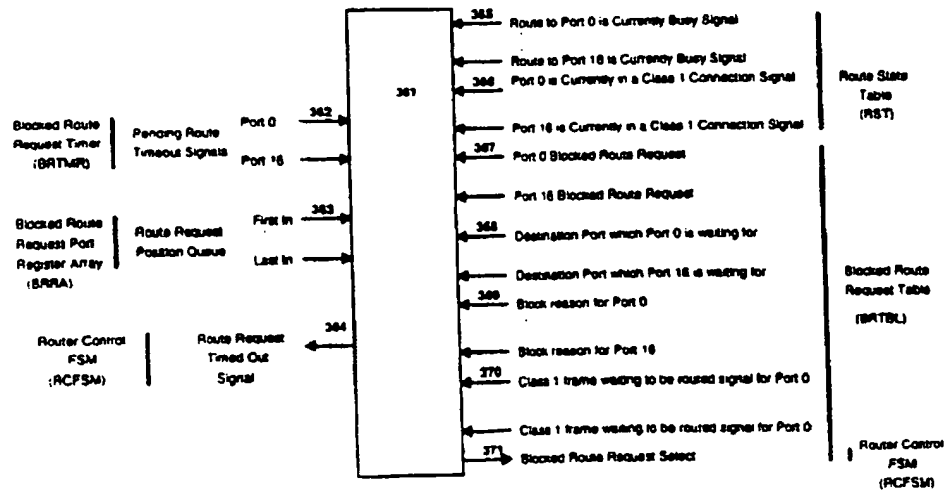 365
Route to Port 0 is Currently Busy Signal
Route to Port 16 is Currently Busy Signal
366
Port 0 is Currently in a Class 1 Connection Signal
Port 16 is Currently in a Class 1 Connection Signal
Route State
Table
(RST)
361
Blocked Route
Request Timer
(BRTMR)
Pending Route
Timeout Signals
Port 0
362
Port 16
367
Port 0 Blocked Route Request
Port 16 Blocked Route Request
Blocked Route
Request Port
Register Array
(BRRA)
Route Request
Position Queue
First In
363
Last In
368
Destination Port which Port 0 is waiting for
Destination Port which Port 16 is waiting for
369
Block reason for Port 0
Block reason for Port 16
Blocked Route
Request Table
(BRTBL)
Router Control
FSM
(RCFSM)
Route Request
Timed Out
Signal
364
270
Class 1 frame waiting to be routed signal for Port 0
Class 1 frame waiting to be routed signal for Port 0
371
Blocked Route Request Select
Router Control
FSM
(RCFSM)